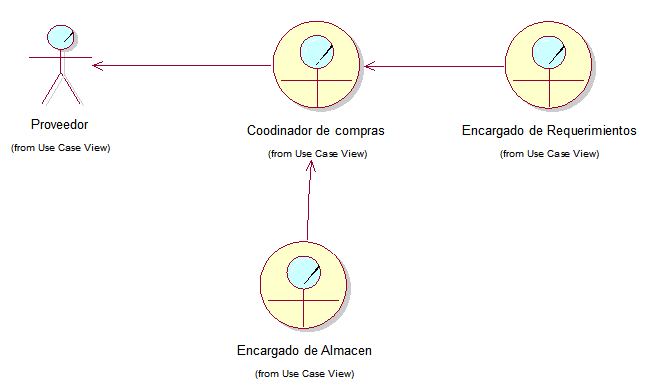 Proveedor
(from Use Case View)
Coodinador de compras
(from Use Case View)
Encargado de Requerimientos
(from Use Case View)
Encargado de Almacen
(from Use Case View)